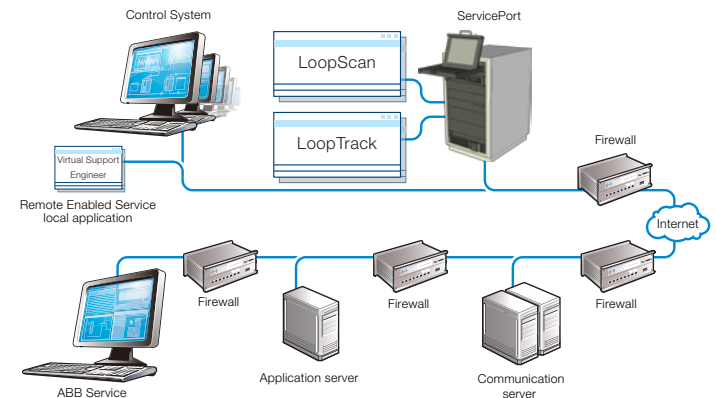 Control System
ServicePort
LoopScan
LoopTrack
Firewall
Virtual Support
Engineer
Remote Enabled Service
local application
Internet
Firewall
Firewall
Firewall
ABB Service
Application server
Communication
server